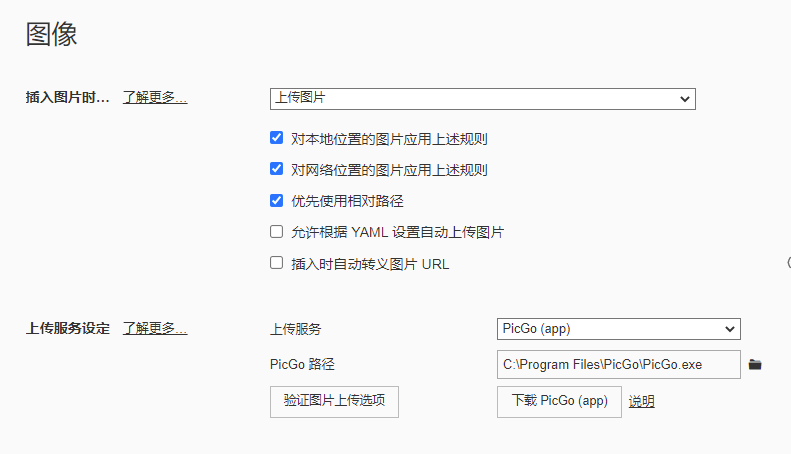 图像
插入图片时... 了解更多... 上传图片
对本地位置的图片应用上述规则
对网络位置的图片应用上述规则
优先使用相对路径
允许根据 YAML 设置自动上传图片
插入时自动转义图片 URL
上传服务设定 了解更多... 上传服务 PicGo (app)
PicGo 路径 C:\Program Files\PicGo\PicGo.exe
验证图片上传选项 下载 PicGo (app) 说明